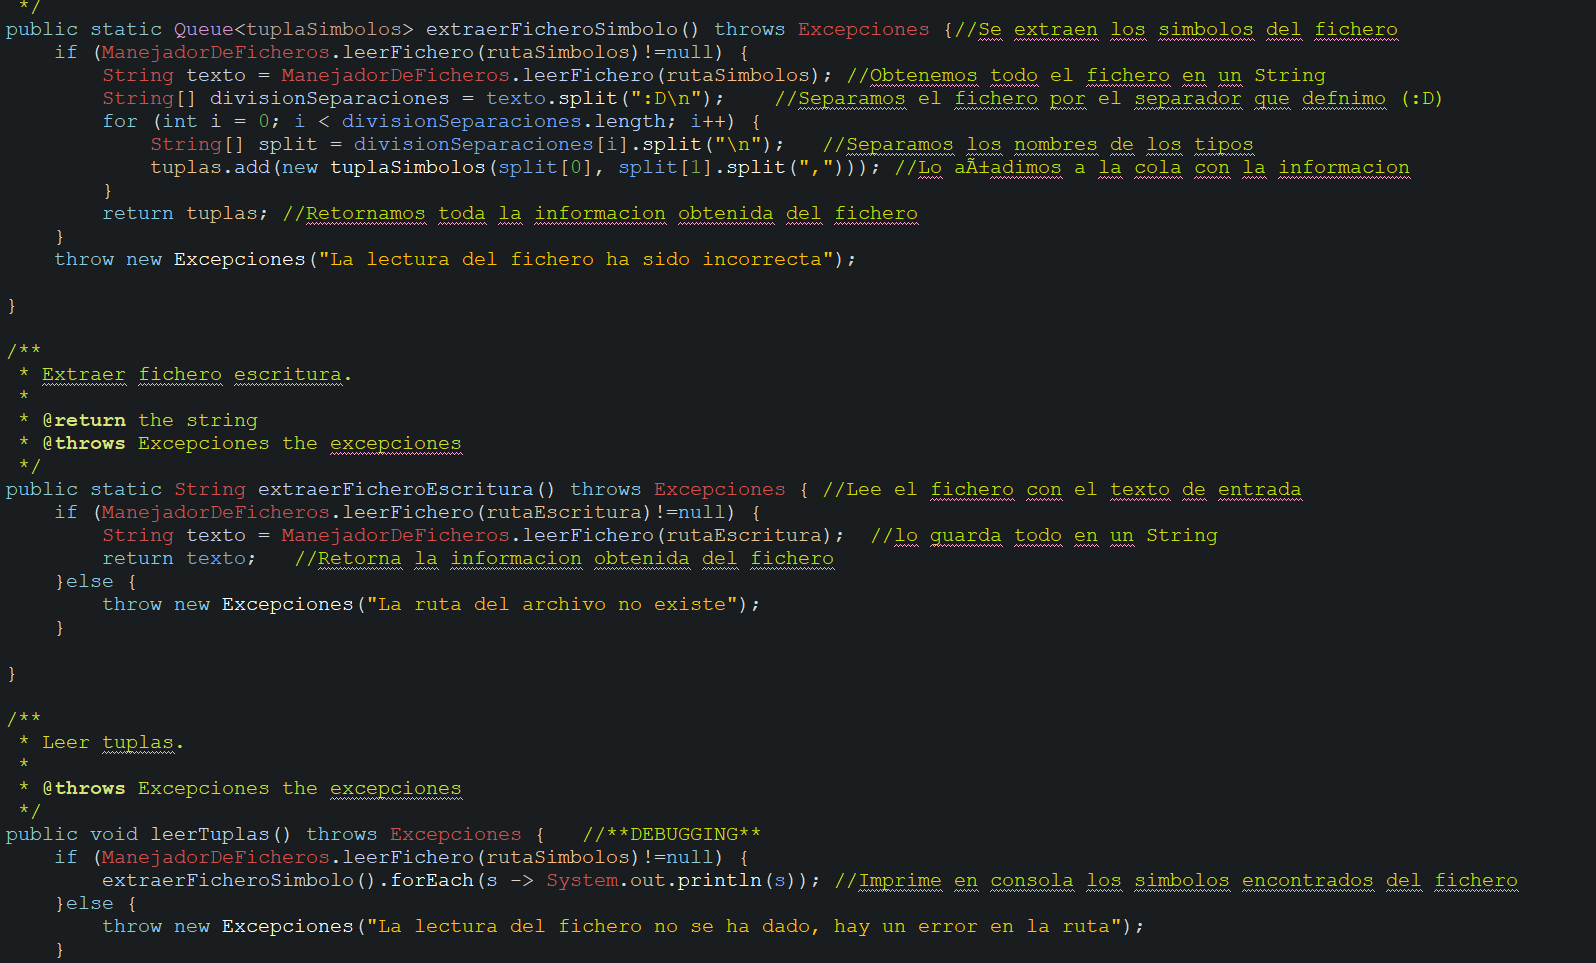 */
public static Queue<tuplaSimbolos> extraerFicheroSimbolo() throws Excepciones {//Se extraen los simbolos del fichero
if (ManejadorDeFicheros.leerFichero(rutaSimbolos)!=null) {
String texto = ManejadorDeFicheros.leerFichero(rutaSimbolos); //Obtenemos todo el fichero en un String
String[] divisionSeparaciones = texto.split(":D\n"); //Separamos el fichero por el separador que defnimo (:D)
for (int i = 0; i < divisionSeparaciones.length; i++) {
String[] split = divisionSeparaciones[i].split("\n"); //Separamos los nombres de los tipos
tuplas.add(new tuplaSimbolos(split[0], split[1].split(","))); //Lo aÃ±adimos a la cola con la informacion
}
return tuplas; //Retornamos toda la informacion obtenida del fichero
}
throw new Excepciones("La lectura del fichero ha sido incorrecta");
}
/**
* Extraer fichero escritura.
*
* @return the string
* @throws Excepciones the excepciones
*/
public static String extraerFicheroEscritura() throws Excepciones { //Lee el fichero con el texto de entrada
if (ManejadorDeFicheros.leerFichero(rutaEscritura)!=null) {
String texto = ManejadorDeFicheros.leerFichero(rutaEscritura); //lo guarda todo en un String
return texto; //Retorna la informacion obtenida del fichero
}else {
throw new Excepciones("La ruta del archivo no existe");
}
}
/**
* Leer tuplas.
*
* @throws Excepciones the excepciones
*/
public void leerTuplas() throws Excepciones { //**DEBUGGING**
if (ManejadorDeFicheros.leerFichero(rutaSimbolos)!=null) {
extraerFicheroSimbolo().forEach(s -> System.out.println(s)); //Imprime en consola los simbolos encontrados del fichero
}else {
throw new Excepciones("La lectura del fichero no se ha dado, hay un error en la ruta");
}